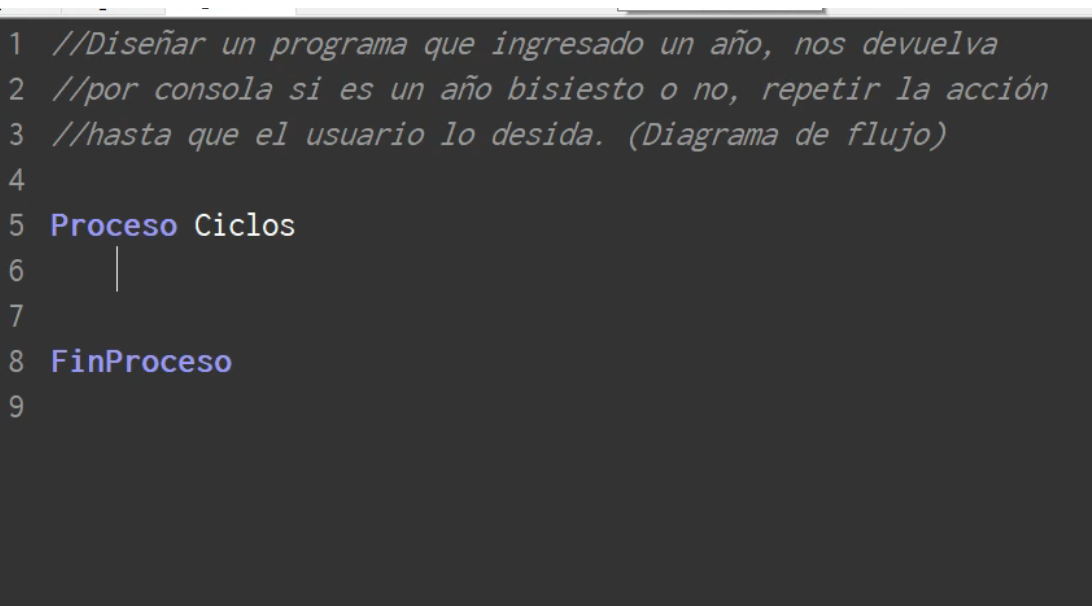 1 //Diseñar un programa que ingresado un año, nos devuelva
2 //por consola si es un año bisiesto o no, repetir la acción
3 //hasta que el usuario lo desida. (Diagrama de flujo)
4
5 Proceso Ciclos
6
7
8 FinProceso
9